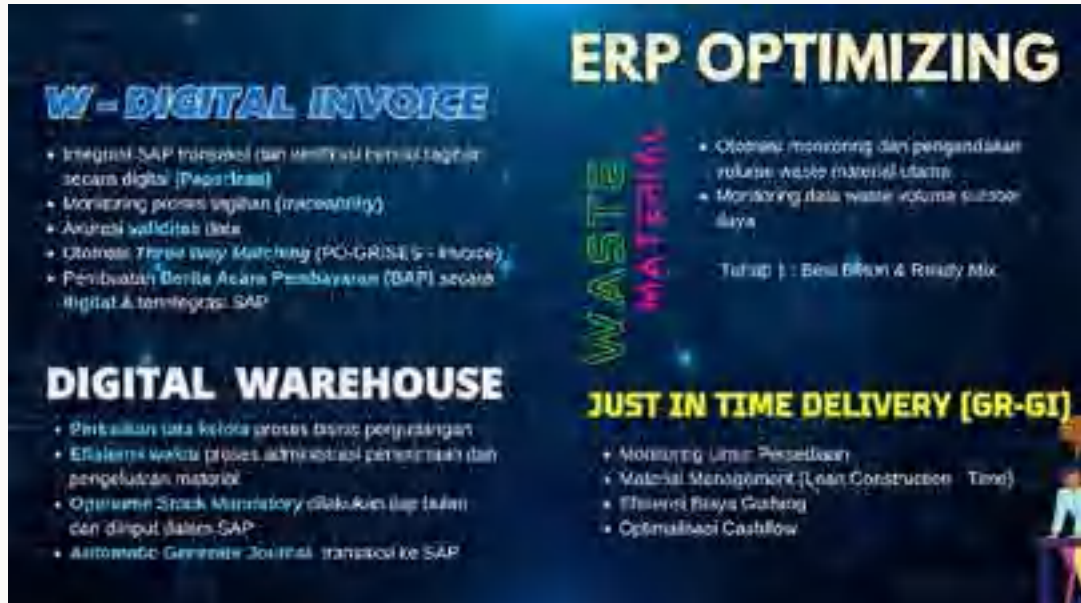 W - DIGITAL INVOICE
• Integrasi SAP transaksi dan verifikasi tagihan
secara digital (Paperless)
• Monitoring proses tagihan (traceability)
• Akurasi validitas data
• Otomasi Three Way Matching (PO-GR/SES - Invoice)
• Pembuatan Berita Acara Pembayaran (BAP) secara
digital & terintegrasi SAP
DIGITAL WAREHOUSE
• Perbaikan tata kelola proses bisnis pergudangan
• Efisiensi waktu proses administrasi penerimaan dan
pengeluaran material
• Opname Stock Mandatory dilakukan tiap bulan
dan diinput dalam SAP
• Automatic Generate Journal transaksi ke SAP
ERP OPTIMIZING
WASTE
MATERIAL
• Otomasi monitoring dan pengendalian
volume waste material utama
• Monitoring data waste volume sumber
daya
Tahap 1 : Besi Beton & Ready Mix
JUST IN TIME DELIVERY (GR-GI)
• Monitoring Umur Persediaan
• Material Management (Lean Construction - Time)
• Efisiensi Biaya Gudang
• Optimalisasi Cashflow